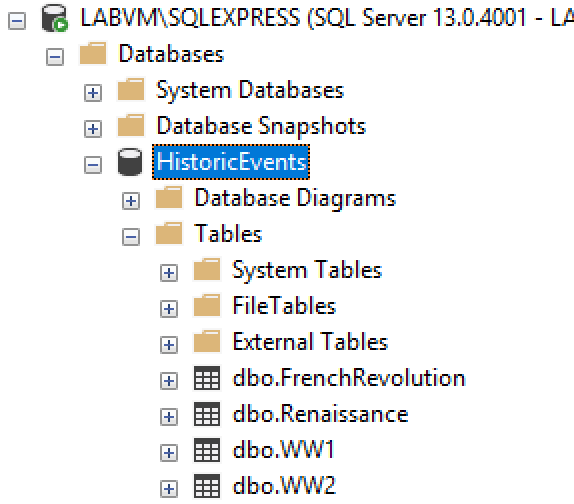 LABVM\SQLEXPRESS (SQL Server 13.0.4001 - LA
Databases
System Databases
Database Snapshots
HistoricEvents
Database Diagrams
Tables
System Tables
FileTables
External Tables
dbo.FrenchRevolution
dbo.Renaissance
dbo.WW1
dbo.WW2